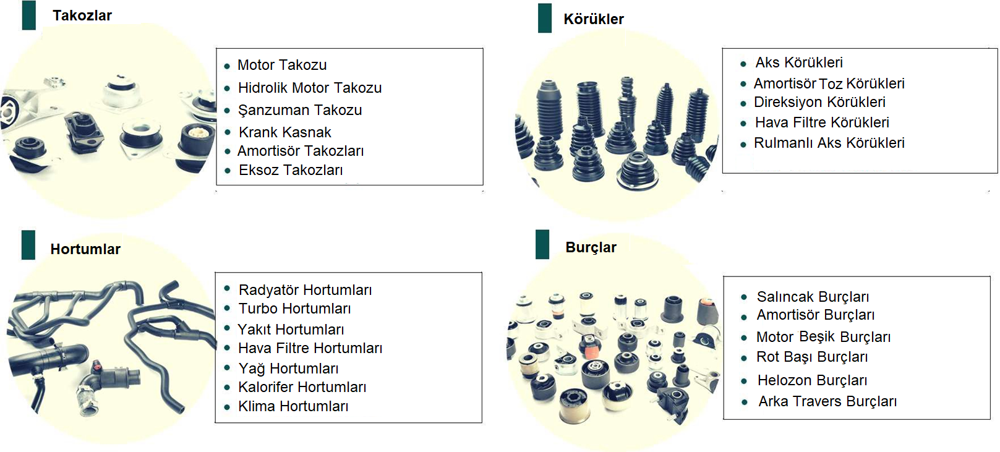 Takozlar
Motor Takozu
Hidrolik Motor Takozu
Şanzuman Takozu
Krank Kasnak
Amortisör Takozları
Eksoz Takozları
Körükler
Aks Körükleri
Amortisör Toz Körükleri
Direksiyon Körükleri
Hava Filtre Körükleri
Rulmanlı Aks Körükleri
Hortumlar
Radyatör Hortumları
Turbo Hortumları
Yakıt Hortumları
Hava Filtre Hortumları
Yağ Hortumları
Kalorifer Hortumları
Klima Hortumları
Burçlar
Salıncak Burçları
Amortisör Burçları
Motor Beşik Burçları
Rot Başı Burçları
Helozon Burçları
Arka Travers Burçları